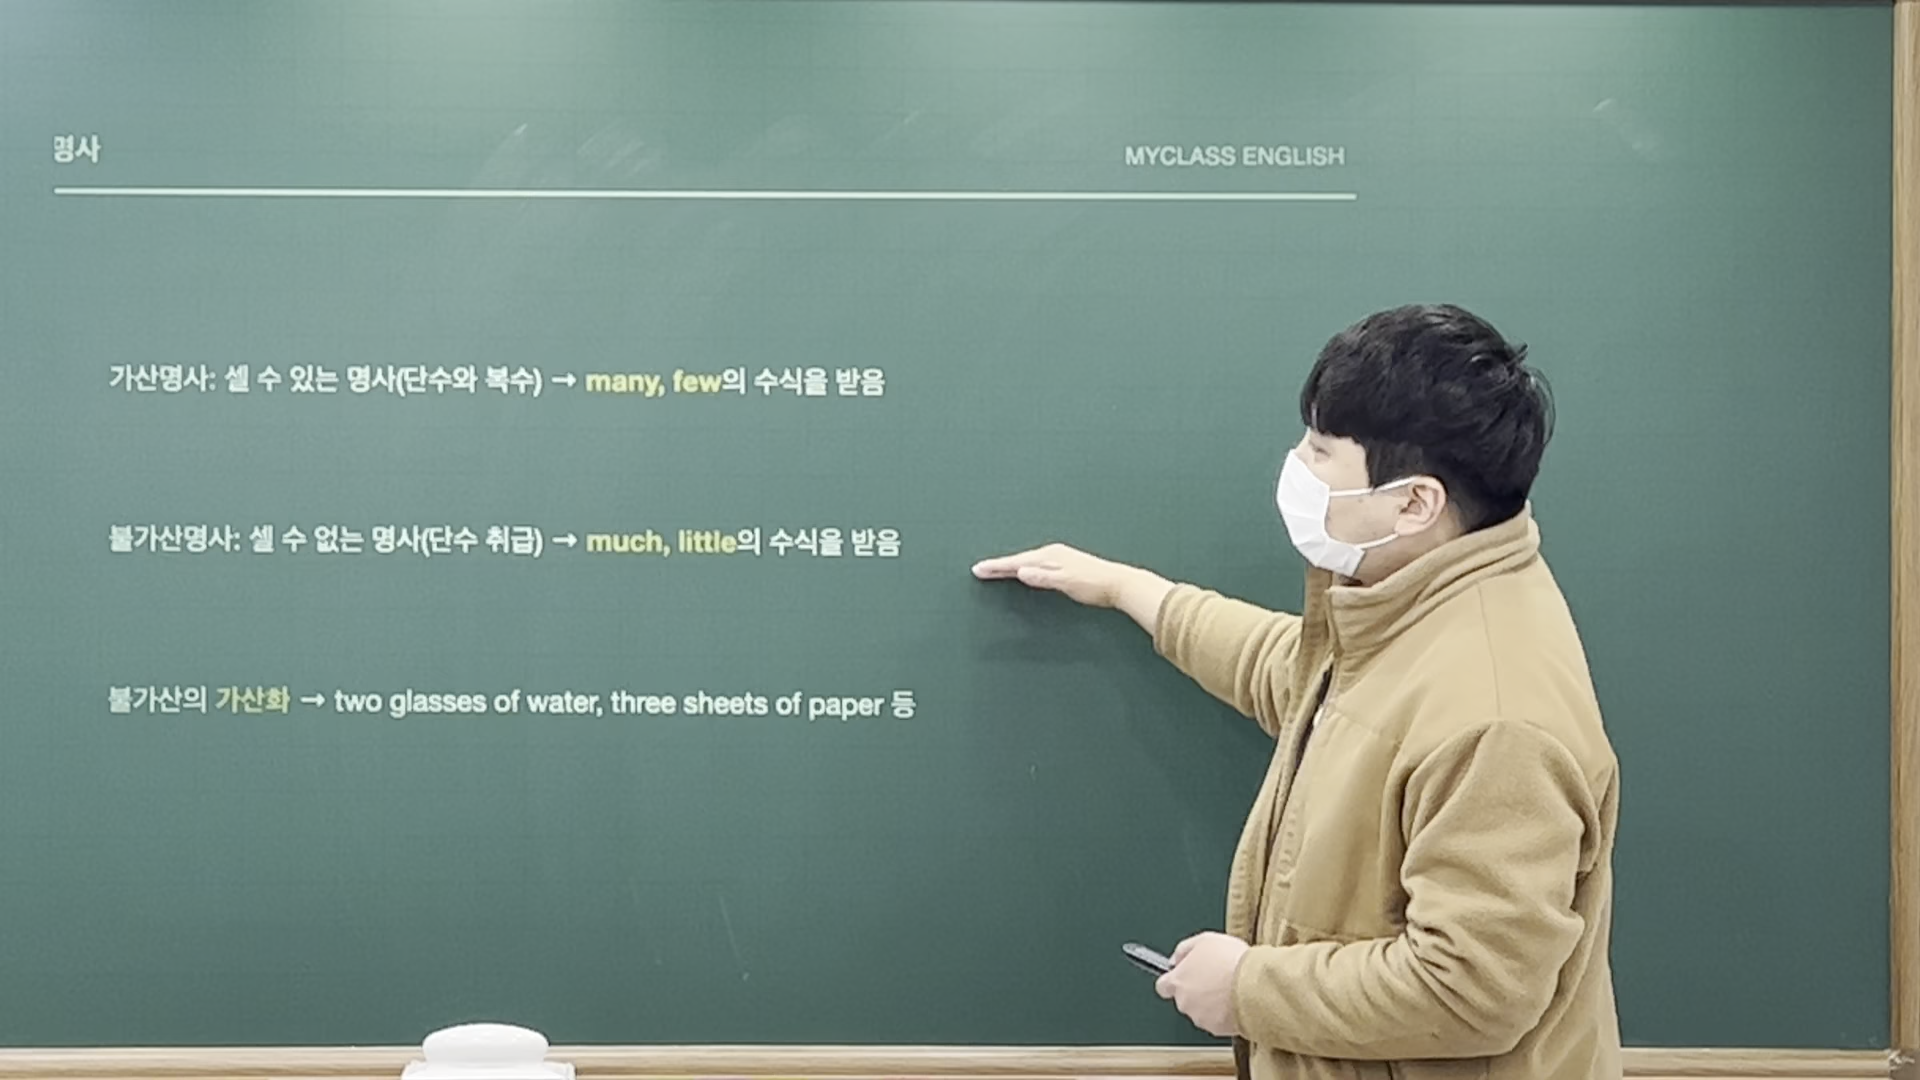 명사
MYCLASS ENGLISH
가산명사: 셀 수 있는 명사(단수와 복수) → many, few의 수식을 받음
불가산명사: 셀 수 없는 명사(단수 취급) → much, little의 수식을 받음
불가산의 가산화 → two glasses of water, three sheets of paper 등